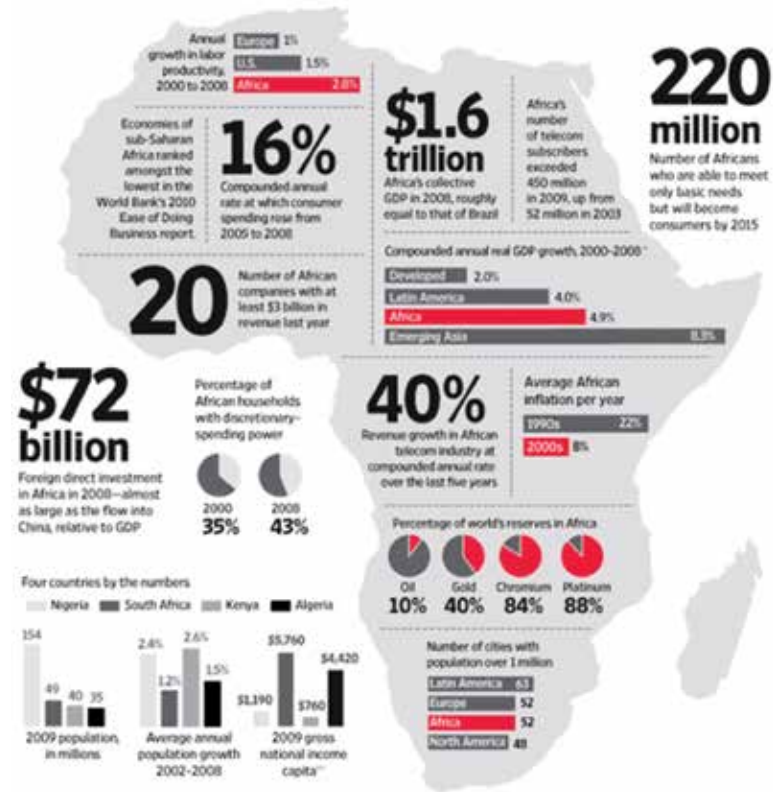 Annual
growth in labor
productivity,
2000 to 2008
Europe 1%
U.S. 1.5%
Africa 2.8%
Economies of
sub-Saharan
Africa ranked
amongst the
lowest in the
World Bank's 2010
Ease of Doing
Business report.
16%
Compounded annual
rate at which consumer
spending rose from
2005 to 2008
$1.6
trillion
Africa's collective
GDP in 2008, roughly
equal to that of Brazil
Africa's
number
of telecom
subscribers
exceeded
450 million
in 2009, up from
52 million in 2003
220
million
Number of Africans
who are able to meet
only basic needs
but will become
consumers by 2015
20
Number of African
companies with at
least $3 billion in
revenue last year
Compounded annual real GDP growth, 2000–2008
Developed 2.0%
Latin America 4.0%
Africa 4.9%
Emerging Asia 8.3%
$72
billion
Foreign direct investment
in Africa in 2008—almost
as large as the flow into
China, relative to GDP
Percentage of
African households
with discretionary-
spending power
2000
35%
2008
43%
40%
Revenue growth in African
telecom industry at
compounded annual rate
over the last five years
Average African
inflation per year
1990s 22%
2000s 8%
Percentage of world's reserves in Africa
Oil Gold Chromium Platinum
10% 40% 84% 88%
Four countries by the numbers
Nigeria South Africa Kenya Algeria
154
49 40 35
2009 population,
in millions
2.4% 1.2% 2.6% 1.5%
Average annual
population growth
2002–2008
$1,190 $5,760 $760 $4,420
2009 gross
national income
capita
Number of cities with
population over 1 million
Latin America 63
Europe 52
Africa 52
North America 48